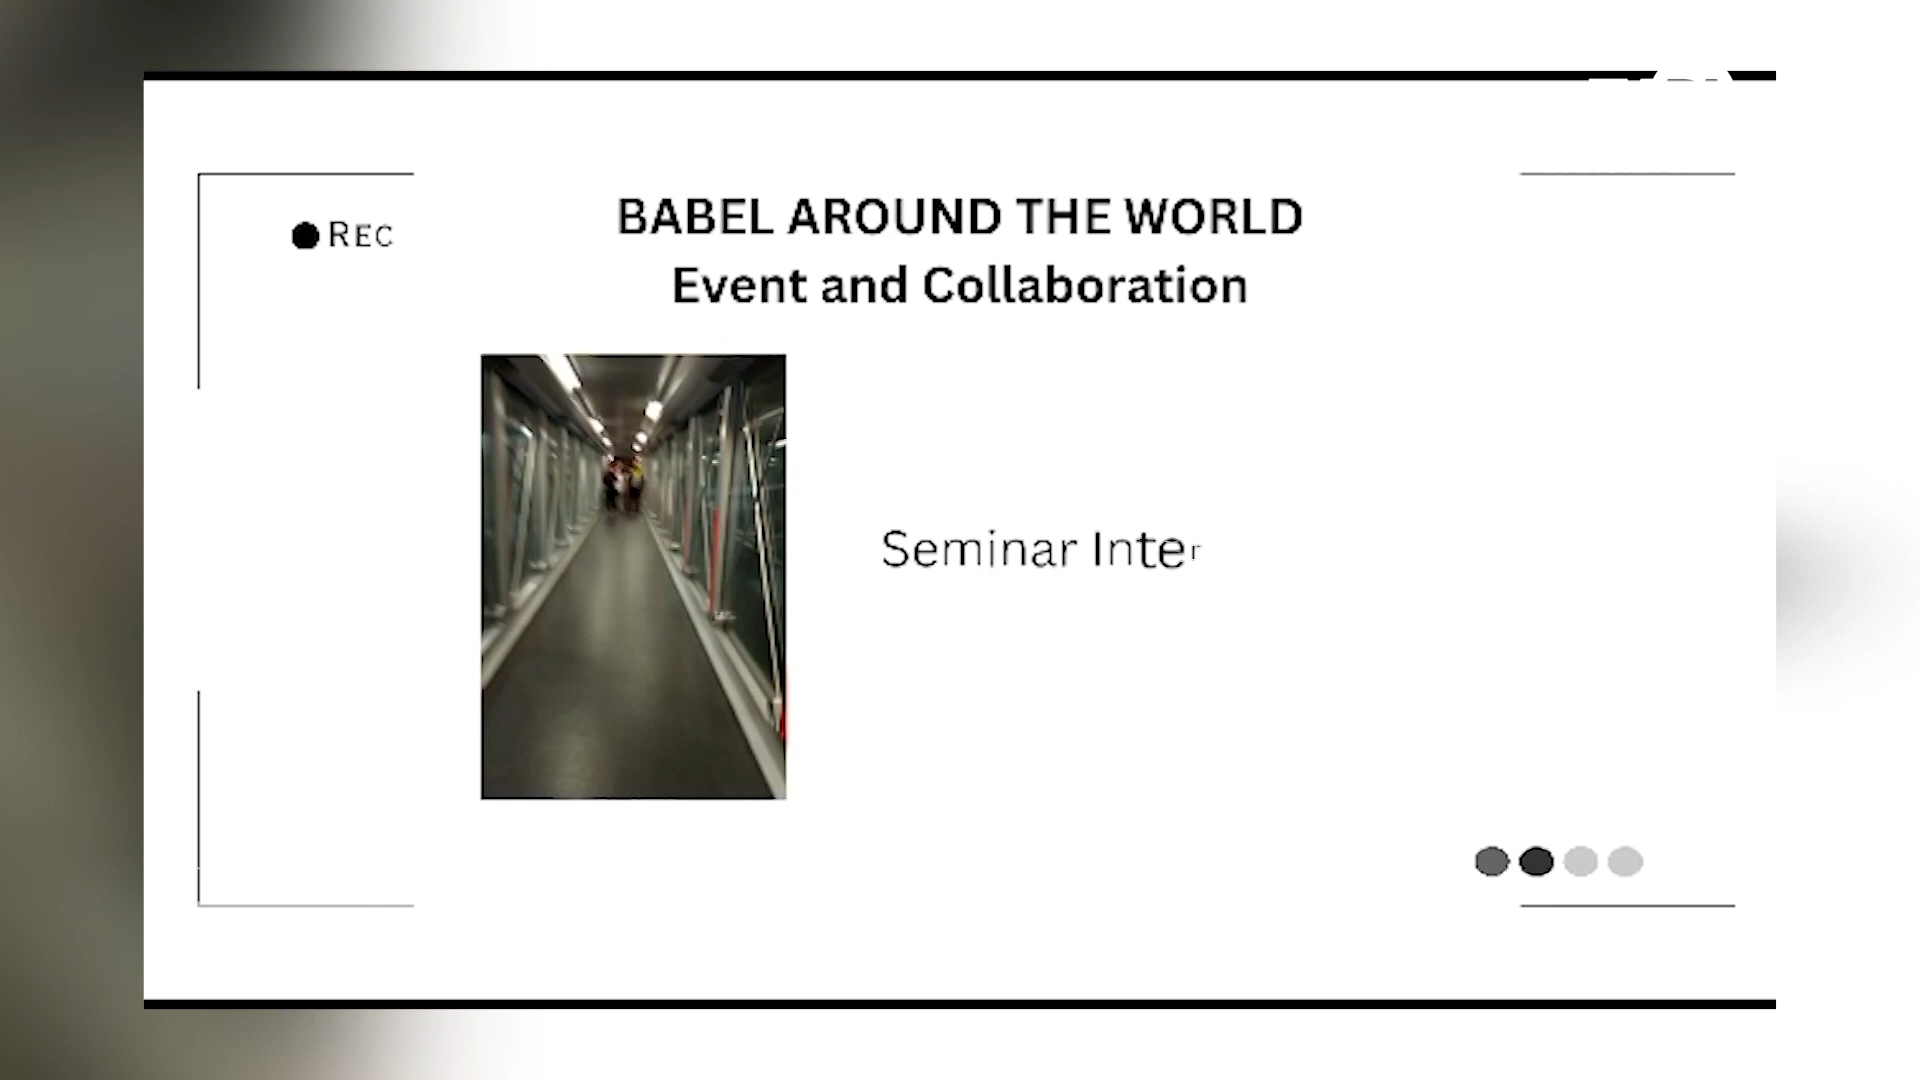 REC
BABEL AROUND THE WORLD
Event and Collaboration
Seminar Inter